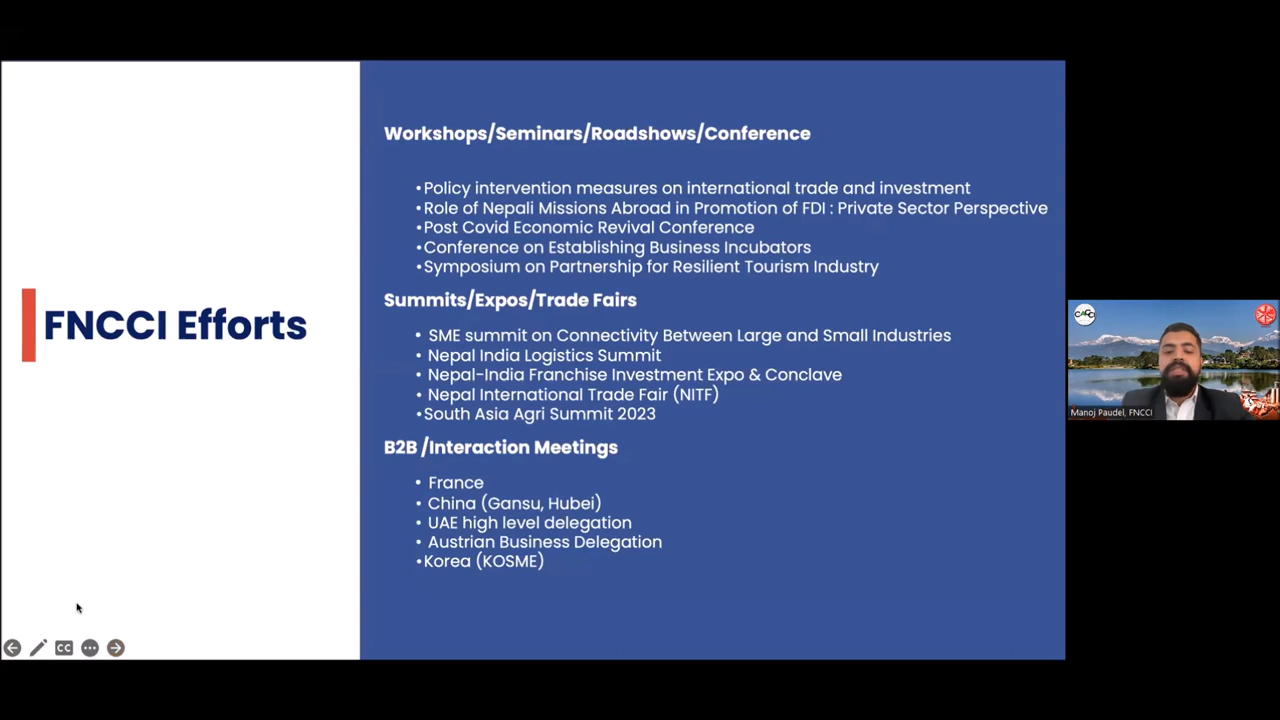 FNCCI Efforts
Workshops/Seminars/Roadshows/Conference
•Policy intervention measures on international trade and investment
•Role of Nepali Missions Abroad in Promotion of FDI : Private Sector Perspective
•Post Covid Economic Revival Conference
•Conference on Establishing Business Incubators
•Symposium on Partnership for Resilient Tourism Industry
Summits/Expos/Trade Fairs
• SME summit on Connectivity Between Large and Small Industries
• Nepal India Logistics Summit
• Nepal-India Franchise Investment Expo & Conclave
• Nepal International Trade Fair (NITF)
•South Asia Agri Summit 2023
B2B /Interaction Meetings
• France
• China (Gansu, Hubei)
• UAE high level delegation
• Austrian Business Delegation
•Korea (KOSME)
CC
CACCI
Manoj Paudel, FNCCI